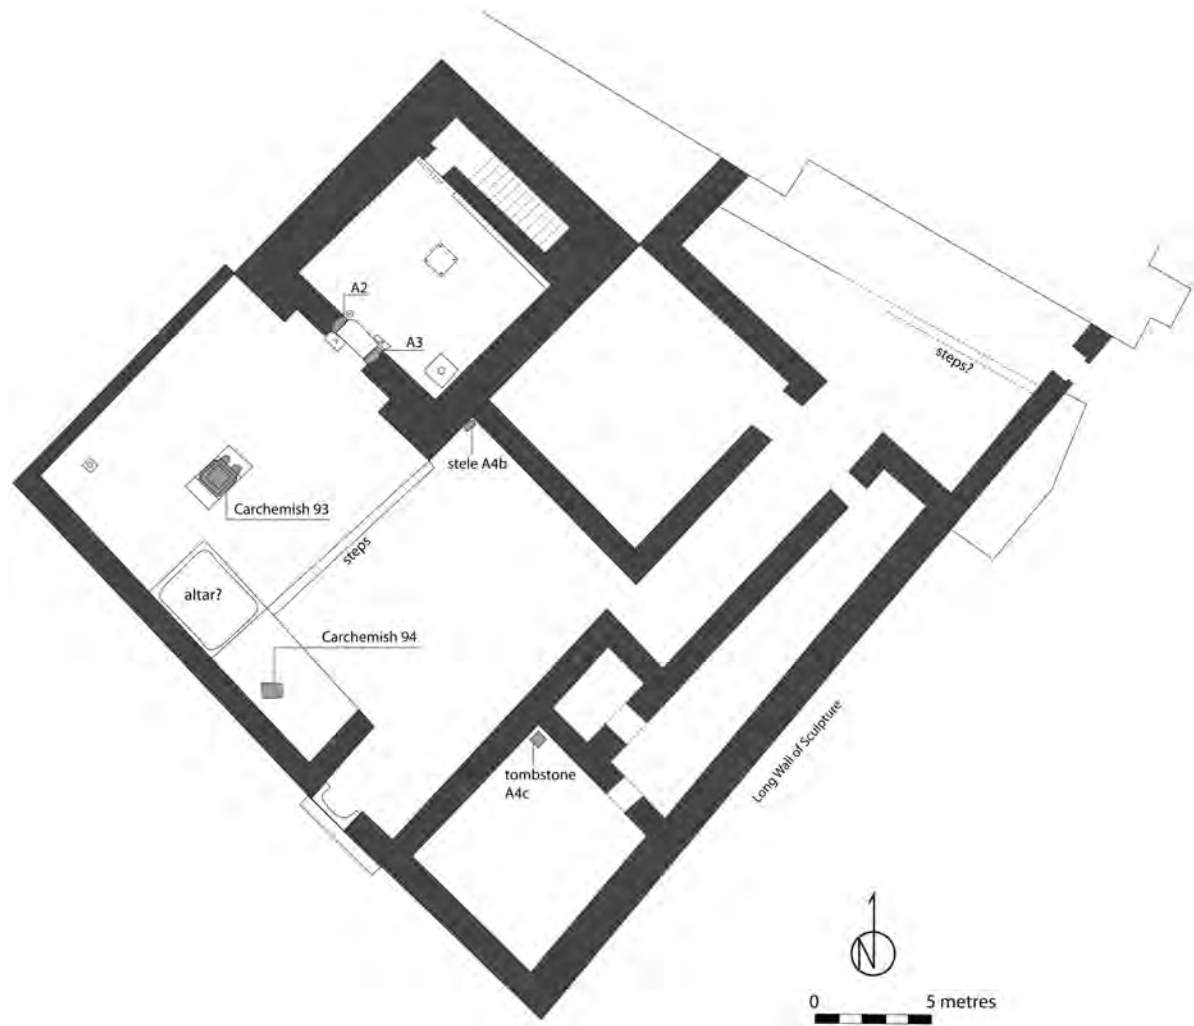 A2
A3
steps?
stele A4b
Carchemish 93
steps
altar?
Carchemish 94
Long Wall of Sculpture
tombstone
A4c
N
0 5 metres